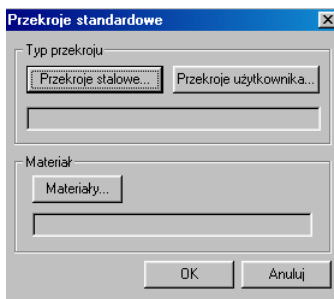 Przekroje standardowe
Typ przekroju
Przekroje stalowe... Przekroje użytkownika...
Materiał
Materiały...
OK Anuluj